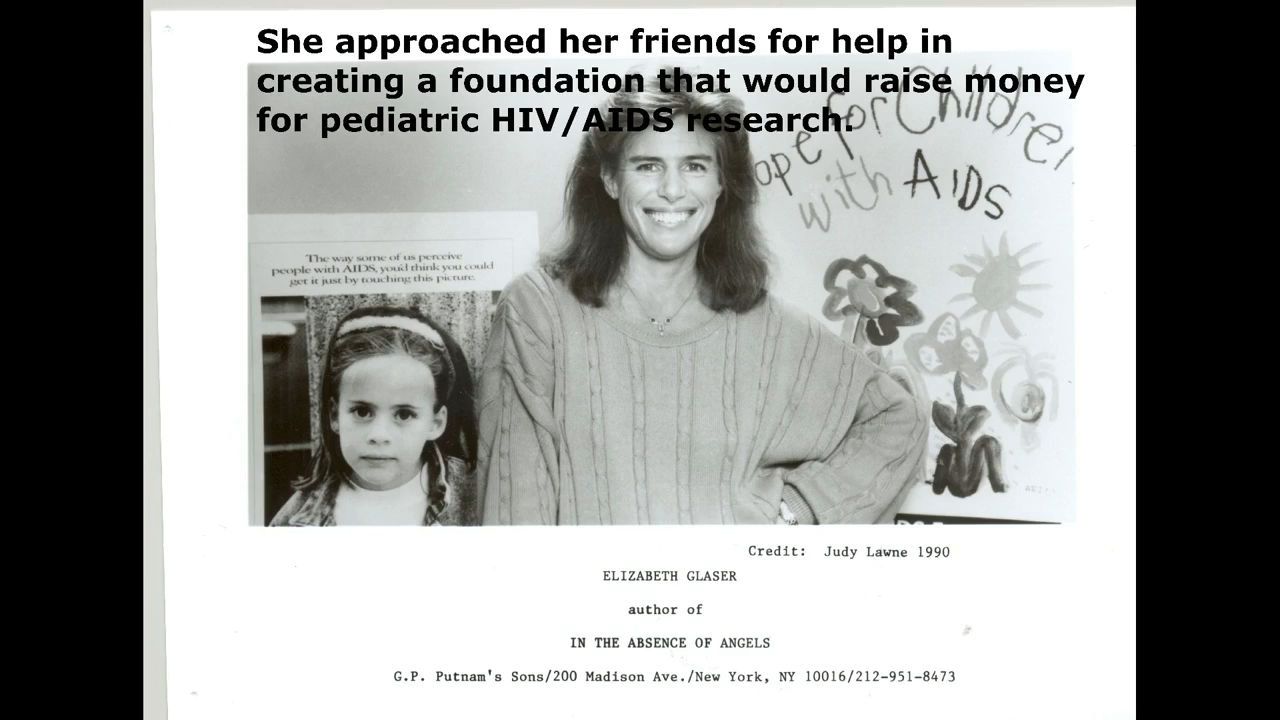 She approached her friends for help in
creating a foundation that would raise money
for pediatric HIV/AIDS research.
for Children
with AIDS
The way some of us perceive
people with AIDS, you'd think you could
get it just by touching this picture.
Credit: Judy Lawne 1990
ELIZABETH GLASER
author of
IN THE ABSENCE OF ANGELS
G.P. Putnam's Sons/200 Madison Ave./New York, NY 10016/212-951-8473